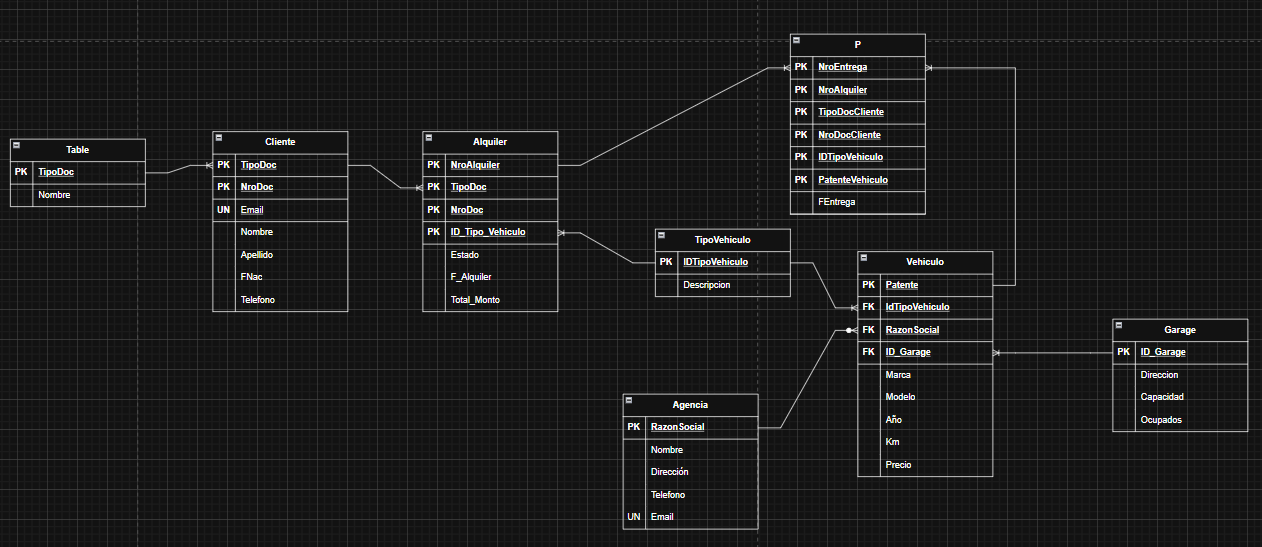 Table
PK TipoDoc
Nombre
Cliente
PK TipoDoc
PK NroDoc
UN Email
Nombre
Apellido
FNac
Telefono
Alquiler
PK NroAlquiler
PK TipoDoc
PK NroDoc
PK ID_Tipo_Vehiculo
Estado
F_Alquiler
Total_Monto
P
PK NroEntrega
PK NroAlquiler
PK TipoDocCliente
PK NroDocCliente
PK IDTipoVehiculo
PK PatenteVehiculo
FEntrega
TipoVehiculo
PK IDTipoVehiculo
Descripcion
Vehiculo
PK Patente
FK IdTipoVehiculo
FK RazonSocial
FK ID_Garage
Marca
Modelo
Año
Km
Precio
Garage
PK ID_Garage
Direccion
Capacidad
Ocupados
Agencia
PK RazonSocial
Nombre
Dirección
Telefono
UN Email